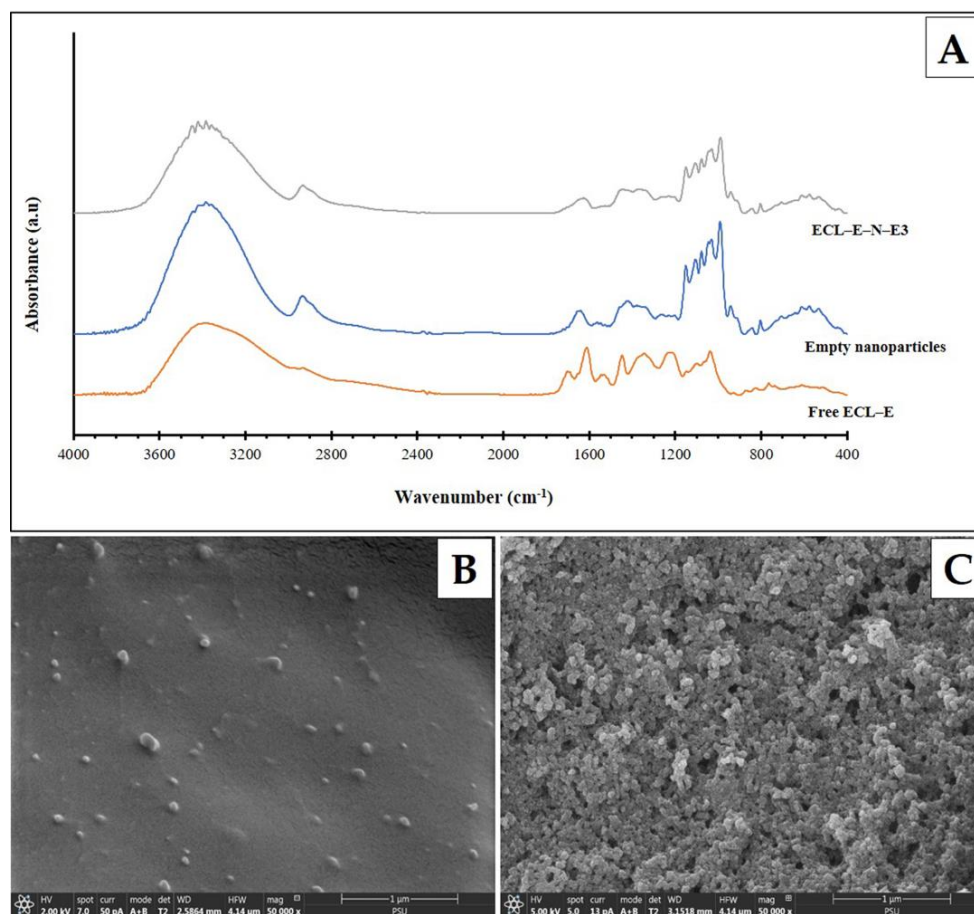 A
Absorbance (a.u)
ECL–E–N–E3
Empty nanoparticles
Free ECL–E
4000 3600 3200 2800 2400 2000 1600 1200 800 400
Wavenumber (cm-1)
B
C
HV spot curr mode det WD HFW mag
2.00 kV 7.0 50 pA A+B T2 2.5864 mm 4.14 µm 50 000 x
1 µm
PSU
HV spot curr mode det WD HFW mag
5.00 kV 5.0 13 pA A+B T2 3.1518 mm 4.14 µm 50 000 x
1 µm
PSU